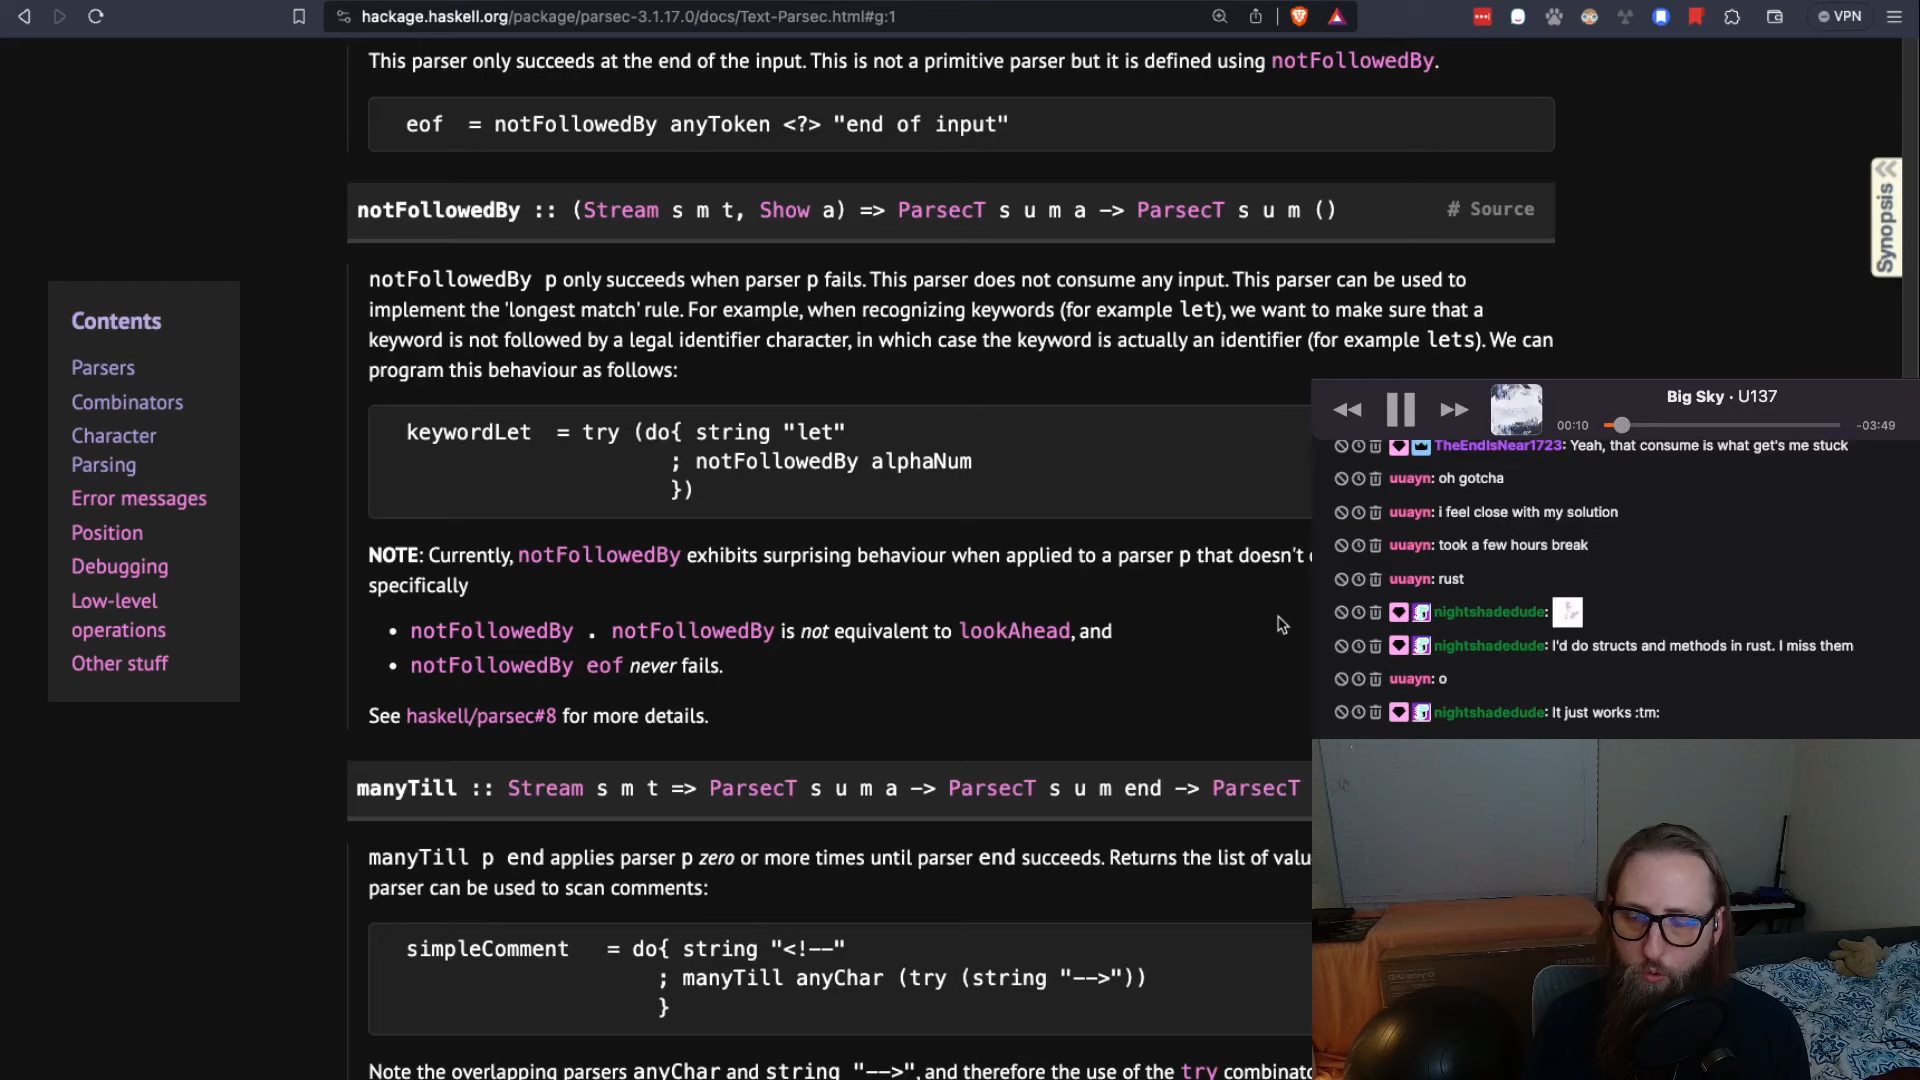 hackage.haskell.org/package/parsec-3.1.17.0/docs/Text-Parsec.html#g:1
VPN
This parser only succeeds at the end of the input. This is not a primitive parser but it is defined using notFollowedBy.
eof = notFollowedBy anyToken <?> "end of input"
notFollowedBy :: (Stream s m t, Show a) => ParsecT s u m a -> ParsecT s u m ()
# Source
Synopsis
notFollowedBy p only succeeds when parser p fails. This parser does not consume any input. This parser can be used to
implement the 'longest match' rule. For example, when recognizing keywords (for example let), we want to make sure that a
keyword is not followed by a legal identifier character, in which case the keyword is actually an identifier (for example lets). We can
program this behaviour as follows:
keywordLet = try (do{ string "let"
; notFollowedBy alphaNum
})
NOTE: Currently, notFollowedBy exhibits surprising behaviour when applied to a parser p that doesn't
specifically
• notFollowedBy . notFollowedBy is not equivalent to lookAhead, and
• notFollowedBy eof never fails.
See haskell/parsec#8 for more details.
manyTill :: Stream s m t => ParsecT s u m a -> ParsecT s u m end -> ParsecT
manyTill p end applies parser p zero or more times until parser end succeeds. Returns the list of
parser can be used to scan comments:
simpleComment = do{ string "<!--"
; manyTill anyChar (try (string "-->"))
}
Note the overlapping parsers anyChar and string "-->", and therefore the use of the try
Contents
Parsers
Combinators
Character
Parsing
Error messages
Position
Debugging
Low-level
operations
Other stuff
Big Sky · U137
00:10
-03:49
TheEndIsNear1723: Yeah, that consume is what get's me stuck
uuayn: oh gotcha
uuayn: i feel close with my solution
uuayn: took a few hours break
uuayn: rust
nightshadedude:
nightshadedude: I'd do structs and methods in rust. I miss them
uuayn: o
nightshadedude: It just works :tm: